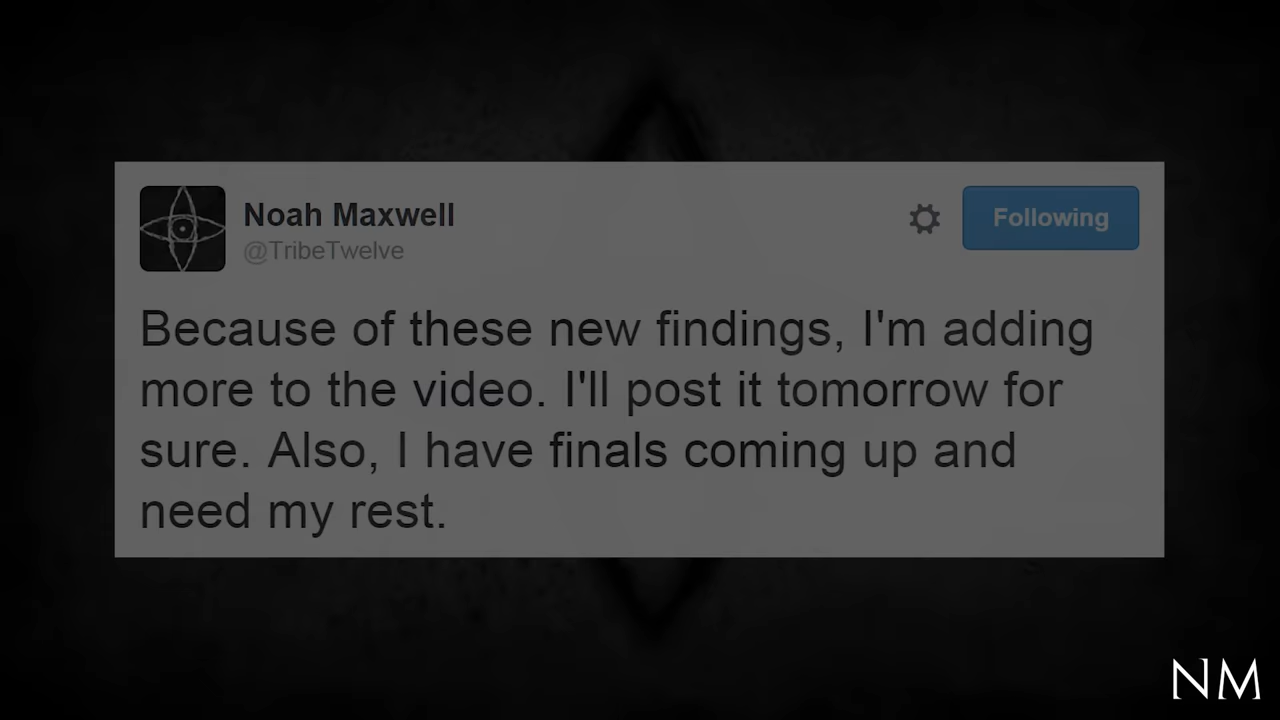 Noah Maxwell
@TribeTwelve
Following
Because of these new findings, I'm adding
more to the video. I'll post it tomorrow for
sure. Also, I have finals coming up and
need my rest.
NM